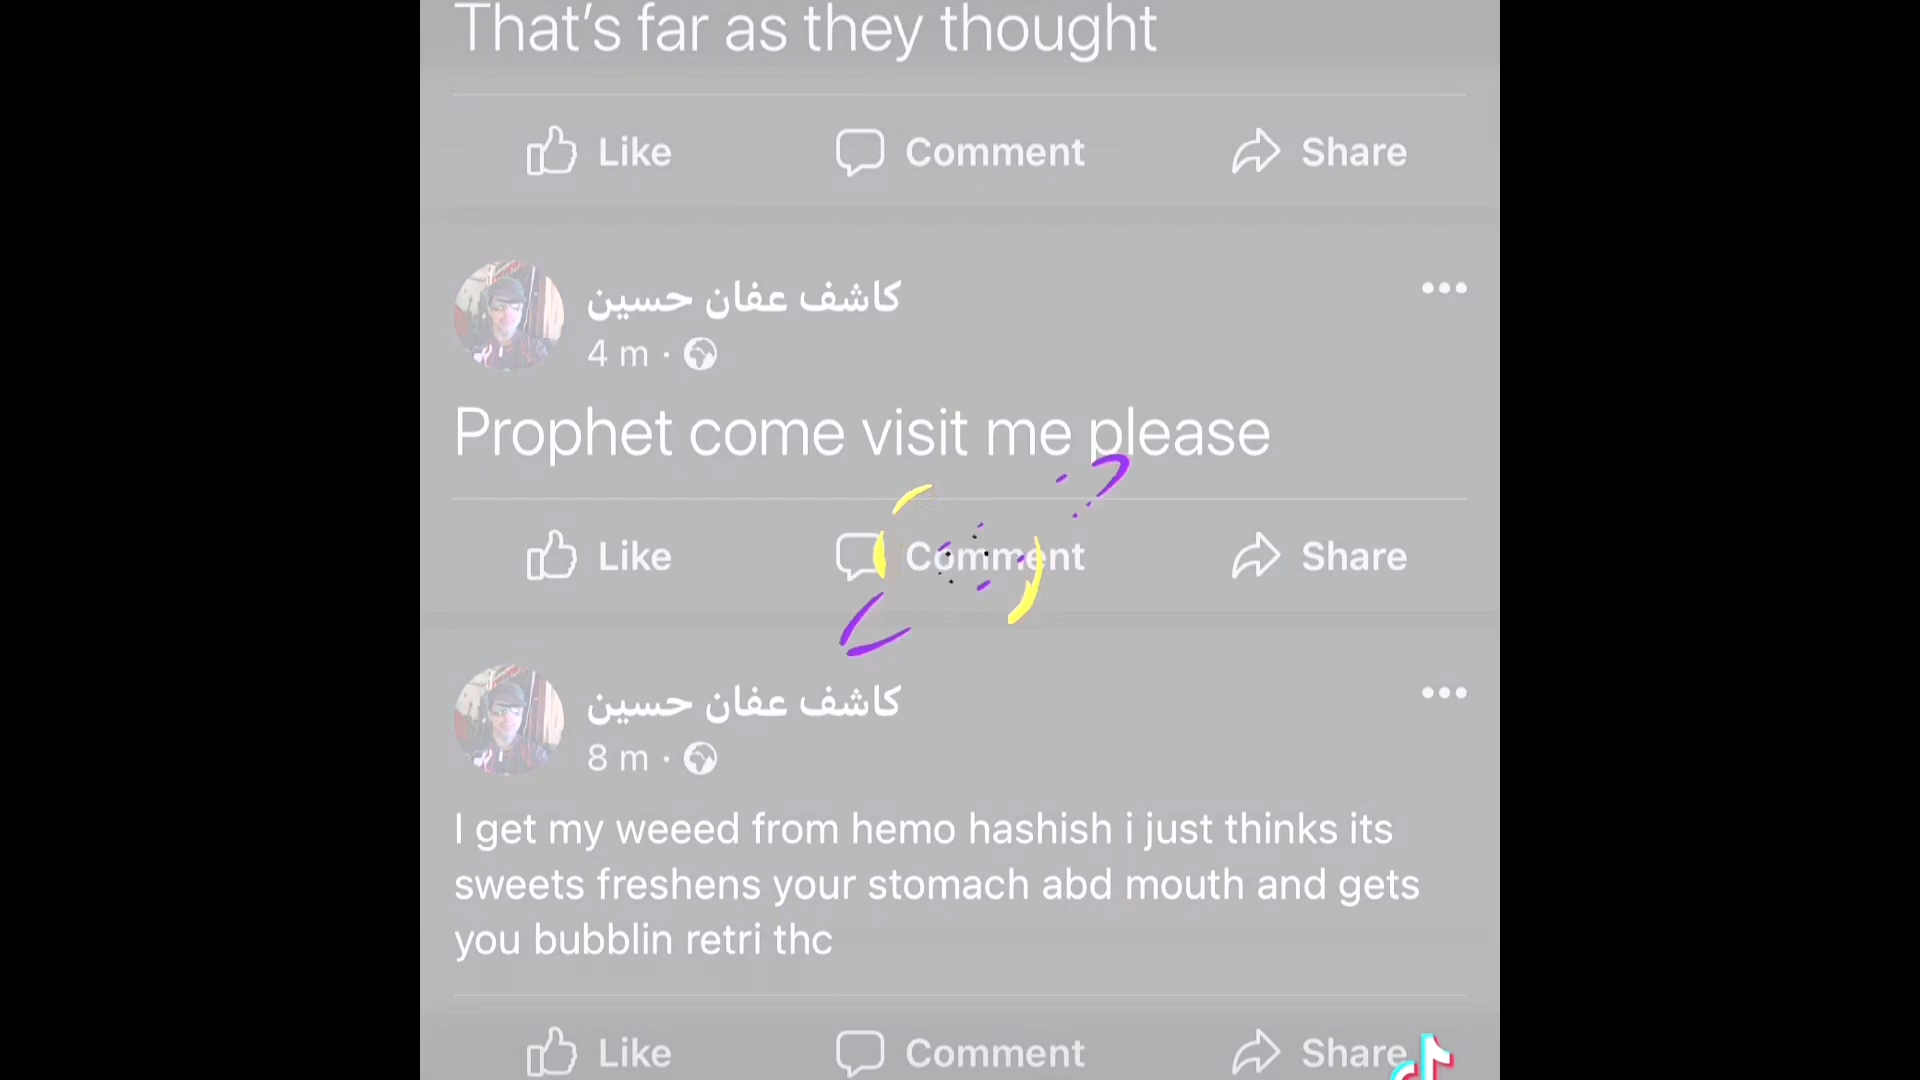 That's far as they thought
Like Comment Share
كاشف عفان حسين
4 m ·
Prophet come visit me please
Like Comment Share
كاشف عفان حسين
8 m ·
I get my weeed from hemo hashish i just thinks its
sweets freshens your stomach abd mouth and gets
you bubblin retri thc
Like Comment Share